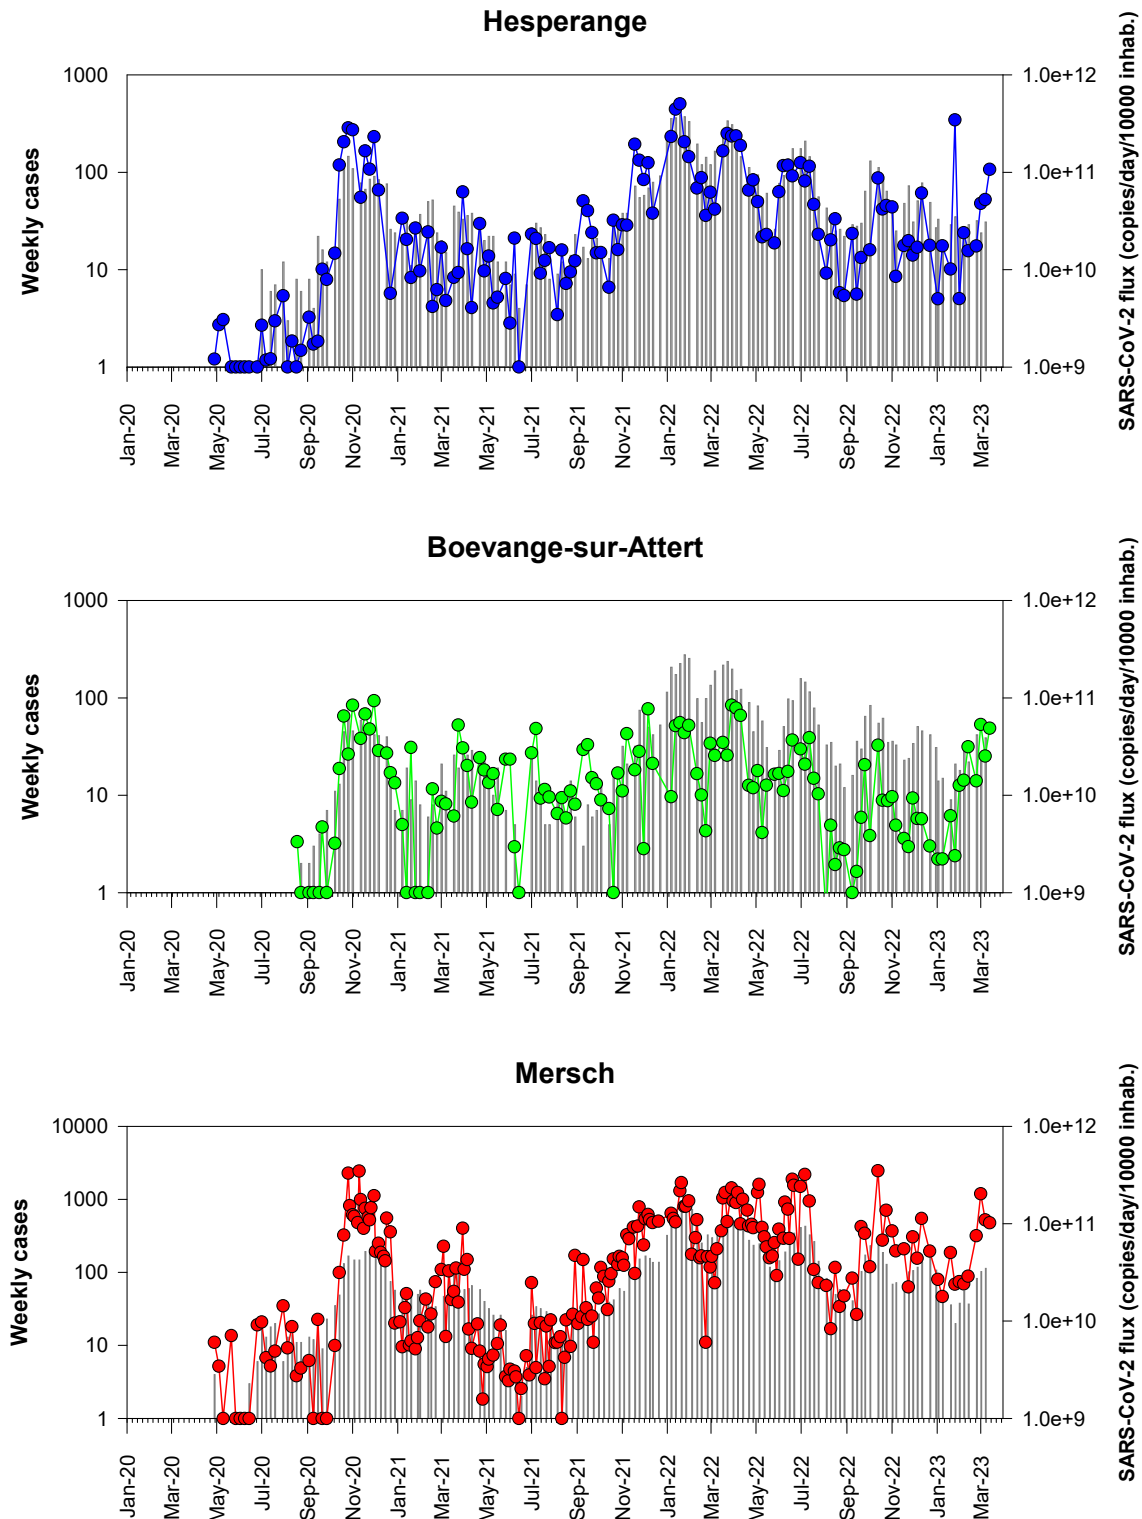 Hesperange
Weekly cases
SARS-CoV-2 flux (copies/day/10000 inhab.)
1000
100
10
1
1.0e+12
1.0e+11
1.0e+10
1.0e+9
Jan-20
Mar-20
May-20
Jul-20
Sep-20
Nov-20
Jan-21
Mar-21
May-21
Jul-21
Sep-21
Nov-21
Jan-22
Mar-22
May-22
Jul-22
Sep-22
Nov-22
Jan-23
Mar-23
Boevange-sur-Attert
Weekly cases
SARS-CoV-2 flux (copies/day/10000 inhab.)
1000
100
10
1
1.0e+12
1.0e+11
1.0e+10
1.0e+9
Jan-20
Mar-20
May-20
Jul-20
Sep-20
Nov-20
Jan-21
Mar-21
May-21
Jul-21
Sep-21
Nov-21
Jan-22
Mar-22
May-22
Jul-22
Sep-22
Nov-22
Jan-23
Mar-23
Mersch
Weekly cases
SARS-CoV-2 flux (copies/day/10000 inhab.)
10000
1000
100
10
1
1.0e+12
1.0e+11
1.0e+10
1.0e+9
Jan-20
Mar-20
May-20
Jul-20
Sep-20
Nov-20
Jan-21
Mar-21
May-21
Jul-21
Sep-21
Nov-21
Jan-22
Mar-22
May-22
Jul-22
Sep-22
Nov-22
Jan-23
Mar-23